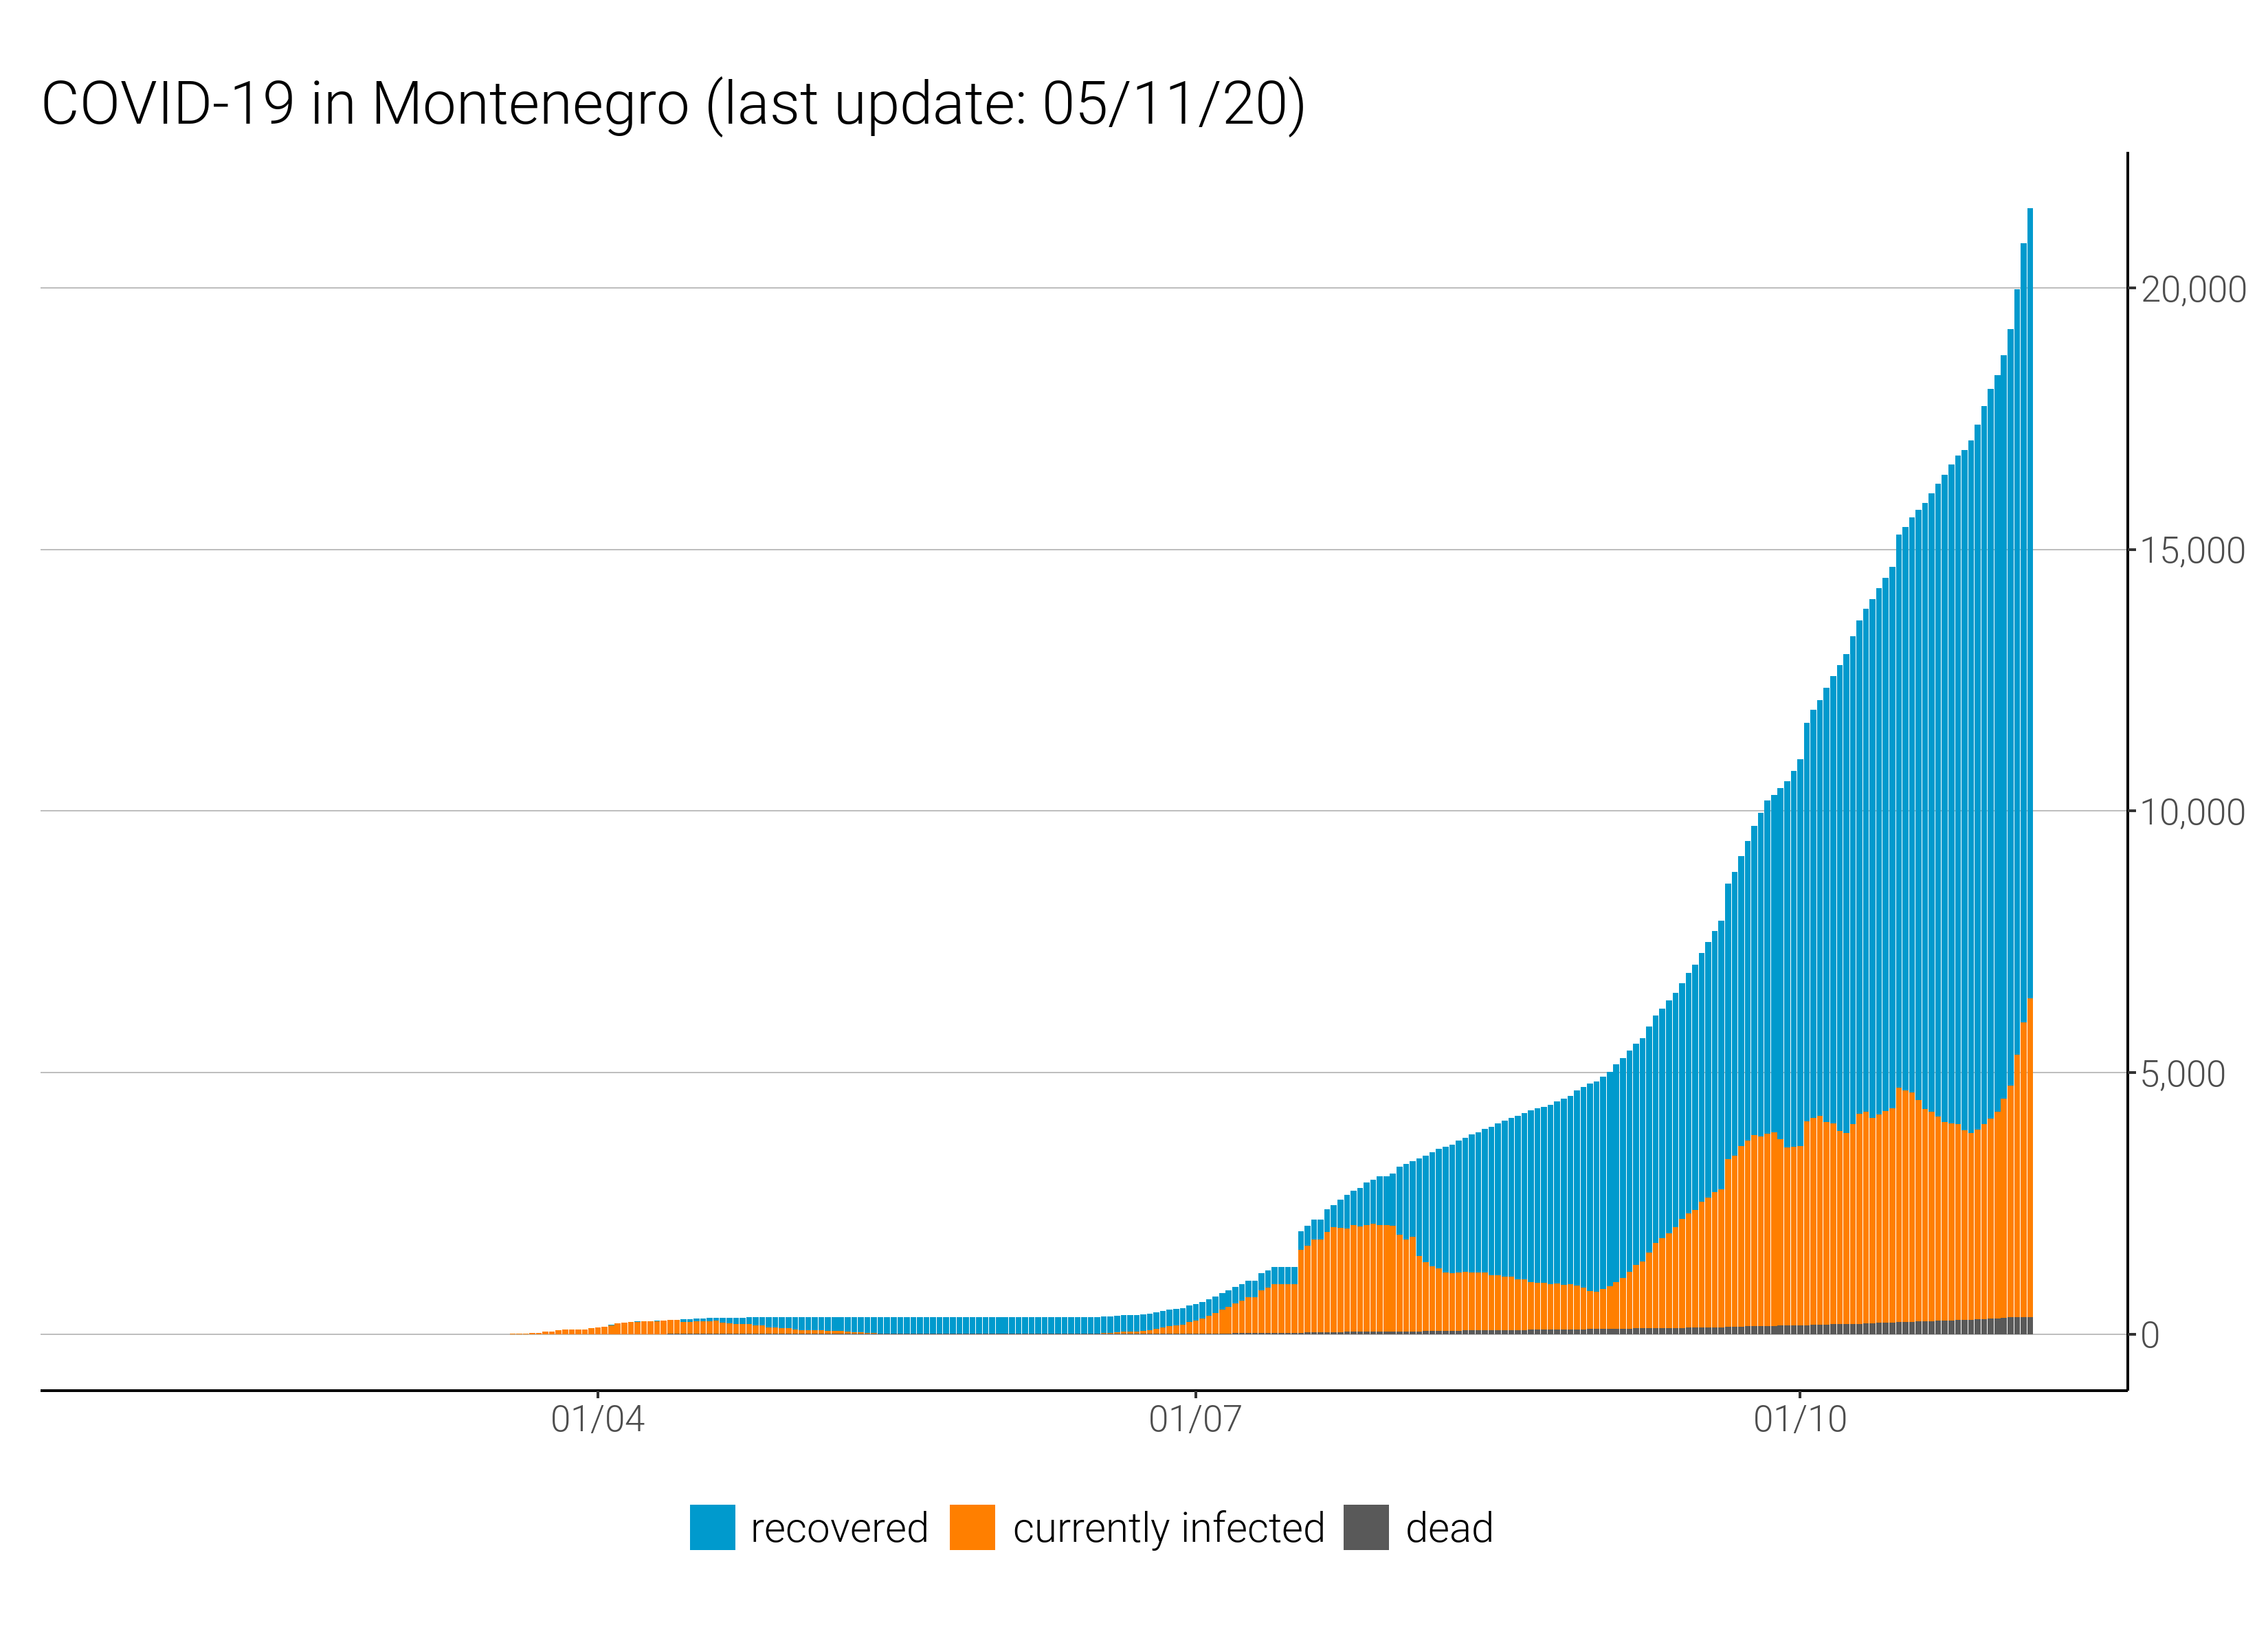 COVID-19 in Montenegro (last update: 05/11/20)
20,000
15,000
10,000
5,000
0
01/04 01/07 01/10
recovered currently infected dead